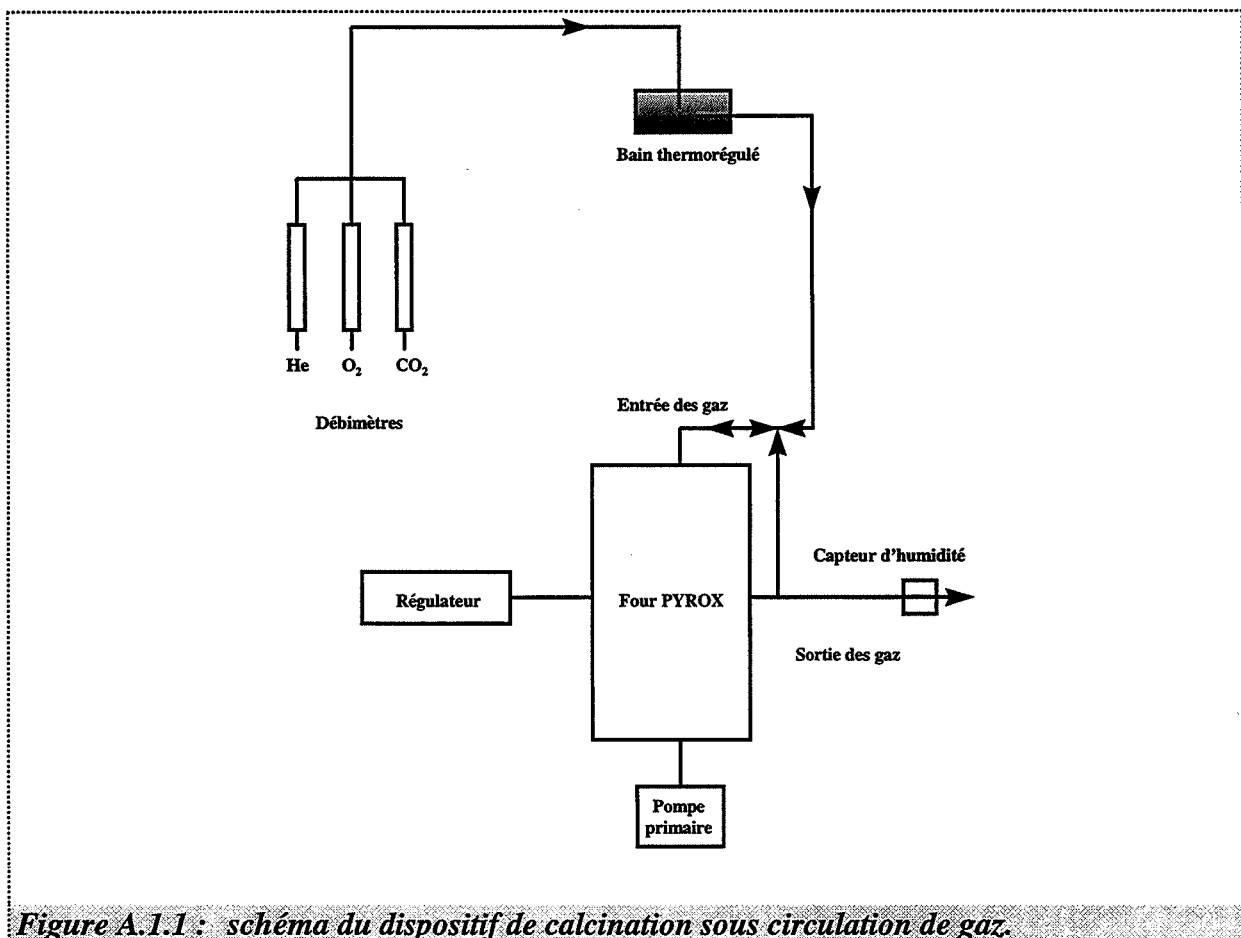 Bain thermorégulé
He O₂ CO₂
Débimètres
Entrée des gaz
Capteur d'humidité
Régulateur
Four PYROX
Sortie des gaz
Pompe
primaire
Figure A.1.1 : schéma du dispositif de calcination sous circulation de gaz.